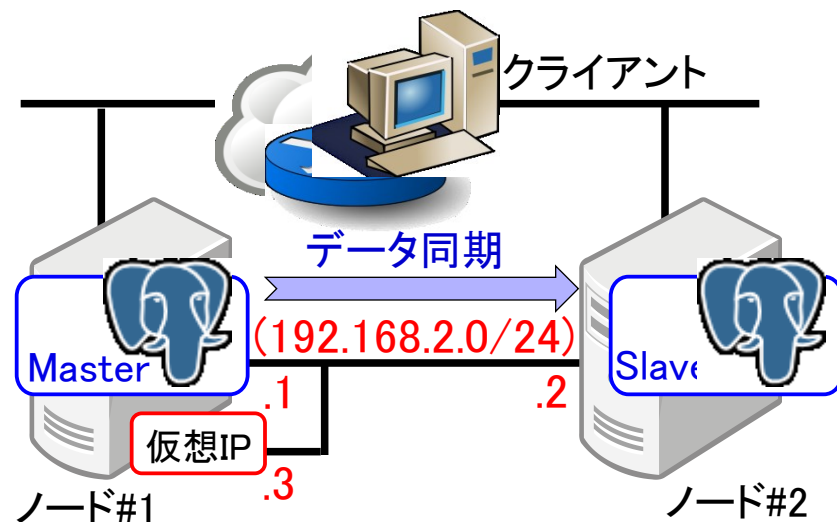 クライアント
データ同期
(192.168.2.0/24)
Master
Slave
.1
.2
仮想IP
.3
ノード#1
ノード#2